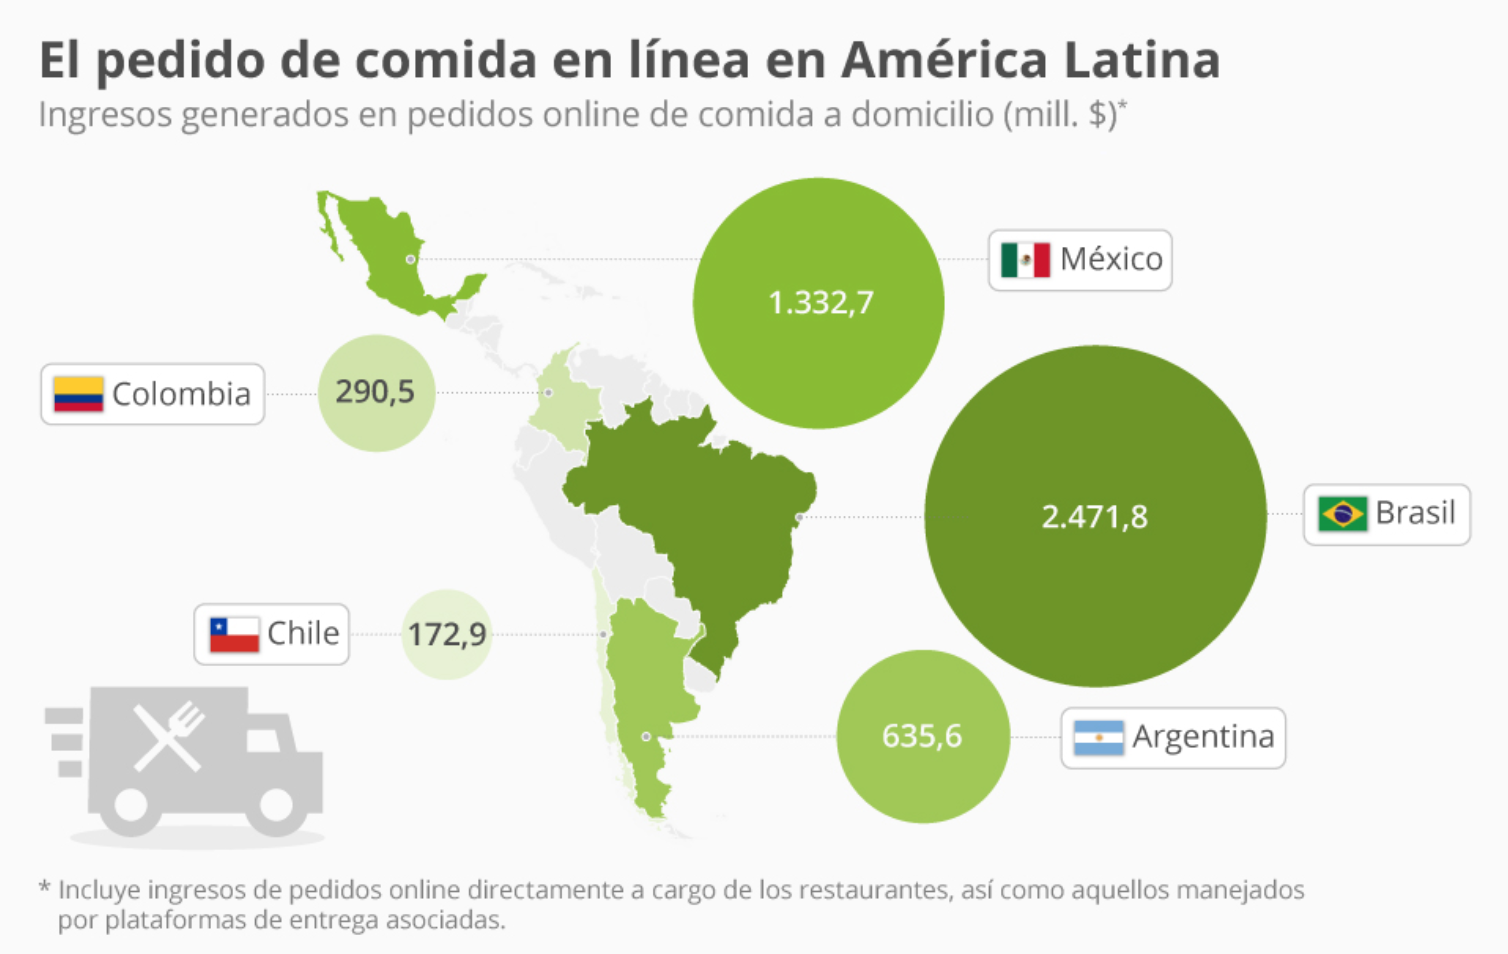 El pedido de comida en línea en América Latina
Ingresos generados en pedidos online de comida a domicilio (mill. $)*
1.332,7
México
Colombia
290,5
2.471,8
Brasil
Chile
172,9
635,6
Argentina
* Incluye ingresos de pedidos online directamente a cargo de los restaurantes, así como aquellos manejados
por plataformas de entrega asociadas.